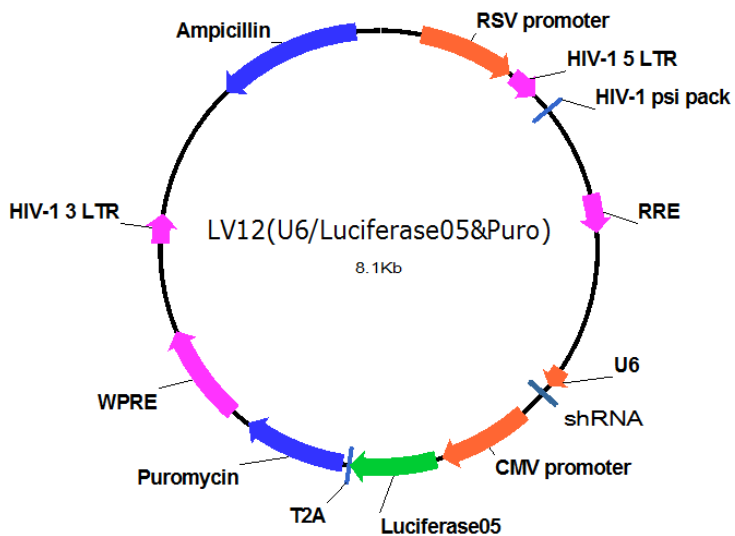 Ampicillin
RSV promoter
HIV-1 5 LTR
HIV-1 psi pack
HIV-1 3 LTR
RRE
LV12(U6/Luciferase05&Puro)
8.1Kb
U6
shRNA
WPRE
CMV promoter
Puromycin
T2A
Luciferase05